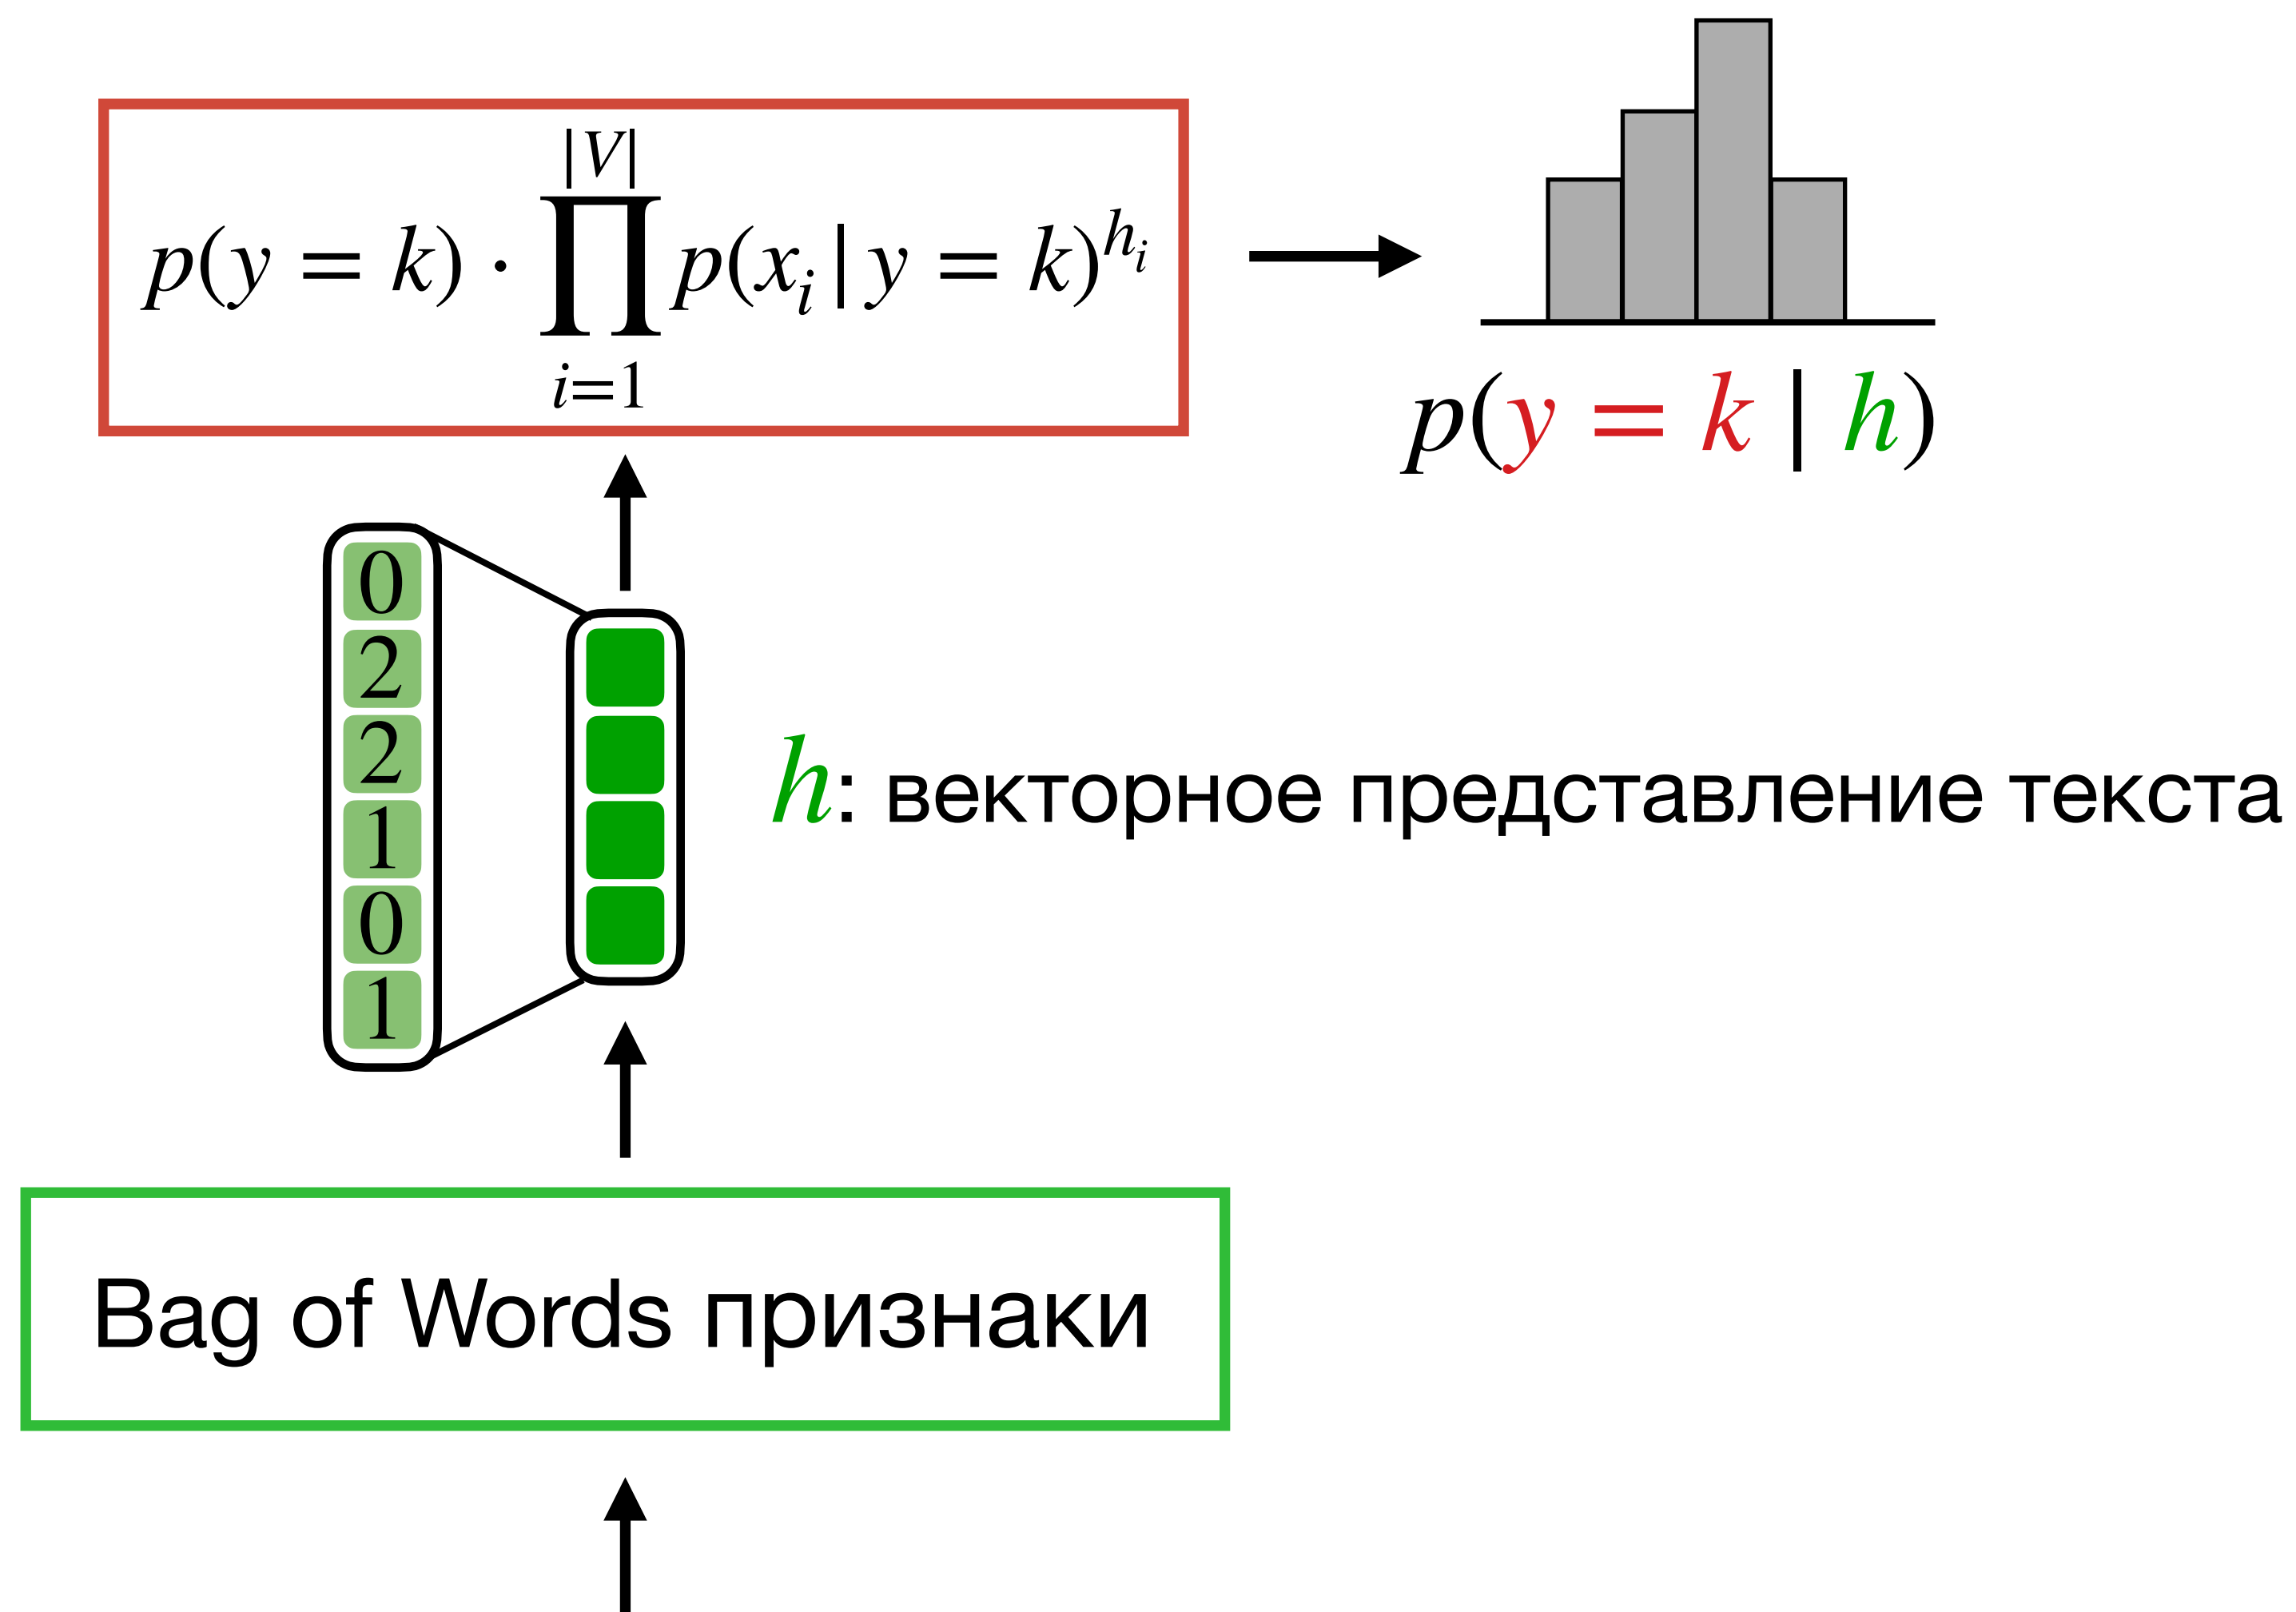 p(y = k) · ∏_{i=1}^{|V|} p(x_i | y = k)^{h_i}
p(y = k | h)
0
2
2
1
0
1
h: векторное представление текста
Bag of Words признаки